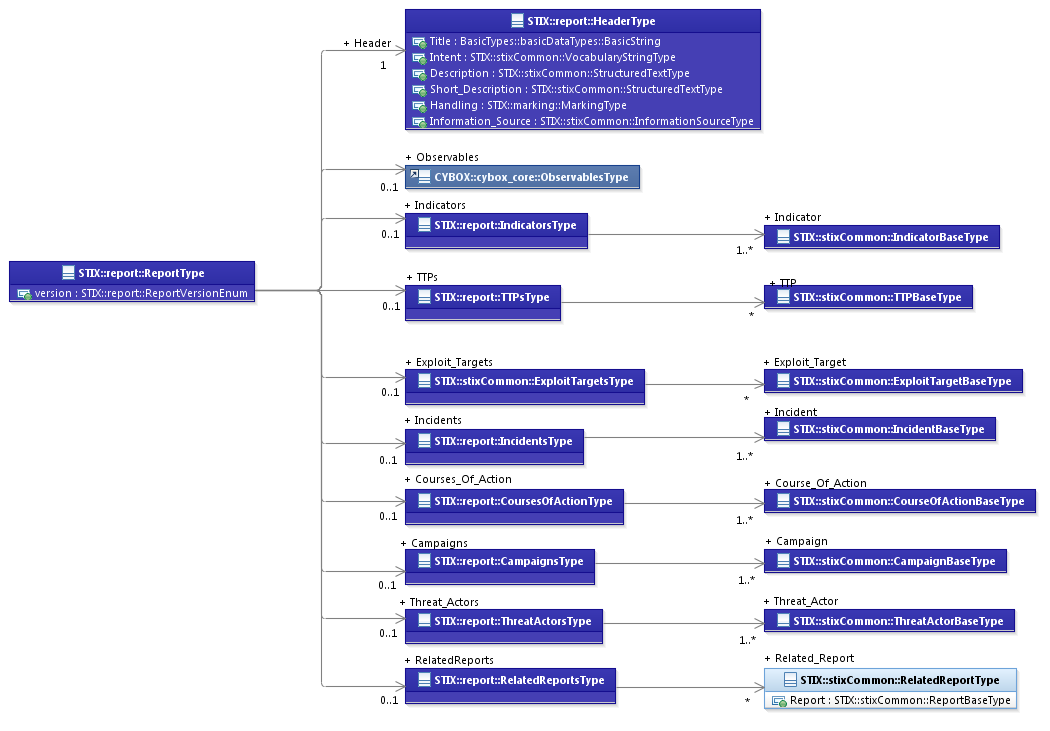 STIX::report::HeaderType
+ Header
1
Title : BasicTypes::basicDataTypes::BasicString
Intent : STIX::stixCommon::VocabularyStringType
Description : STIX::stixCommon::StructuredTextType
Short_Description : STIX::stixCommon::StructuredTextType
Handling : STIX::marking::MarkingType
Information_Source : STIX::stixCommon::InformationSourceType
+ Observables
0..1
CYBOX::cybox_core::ObservablesType
+ Indicators
0..1
STIX::report::IndicatorsType
+ Indicator
1..*
STIX::stixCommon::IndicatorBaseType
STIX::report::ReportType
version : STIX::report::ReportVersionEnum
+ TTPs
0..1
STIX::report::TTPsType
+ TTP
*
STIX::stixCommon::TTPBaseType
+ Exploit_Targets
0..1
STIX::stixCommon::ExploitTargetsType
+ Exploit_Target
*
STIX::stixCommon::ExploitTargetBaseType
+ Incidents
0..1
STIX::report::IncidentsType
+ Incident
1..*
STIX::stixCommon::IncidentBaseType
+ Courses_Of_Action
0..1
STIX::report::CoursesOfActionType
+ Course_Of_Action
1..*
STIX::stixCommon::CourseOfActionBaseType
+ Campaigns
0..1
STIX::report::CampaignsType
+ Campaign
1..*
STIX::stixCommon::CampaignBaseType
+ Threat_Actors
0..1
STIX::report::ThreatActorsType
+ Threat_Actor
1..*
STIX::stixCommon::ThreatActorBaseType
+ RelatedReports
0..1
STIX::report::RelatedReportsType
+ Related_Report
*
STIX::stixCommon::RelatedReportType
Report : STIX::stixCommon::ReportBaseType